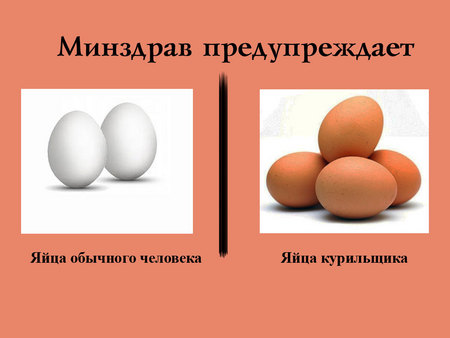 Минздрав предупреждает
Яйца обычного человека
Яйца курильщика